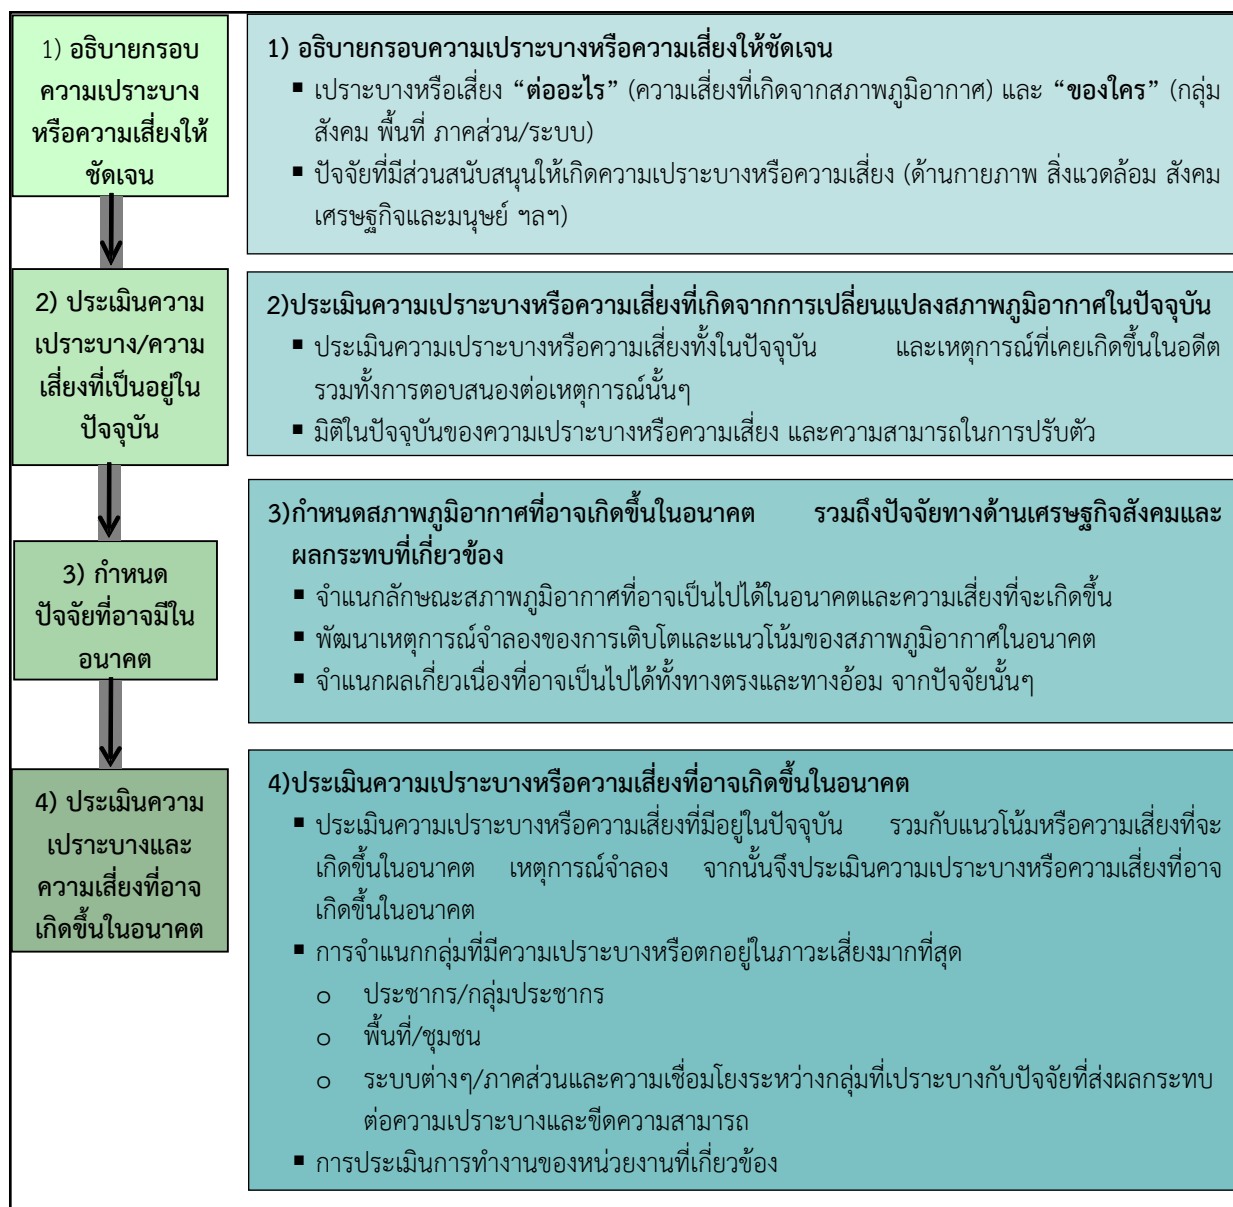 1) อธิบายกรอบ
ความเปราะบาง
หรือความเสี่ยงให้
ชัดเจน
1) อธิบายกรอบความเปราะบางหรือความเสี่ยงให้ชัดเจน
▪ เปราะบางหรือเสี่ยง “ต่ออะไร” (ความเสี่ยงที่เกิดจากสภาพภูมิอากาศ) และ “ของใคร” (กลุ่ม
สังคม พื้นที่ ภาคส่วน/ระบบ)
▪ ปัจจัยที่มีส่วนสนับสนุนให้เกิดความเปราะบางหรือความเสี่ยง (ด้านกายภาพ สิ่งแวดล้อม สังคม
เศรษฐกิจและมนุษย์ ฯลฯ)
2) ประเมินความ
เปราะบาง/ความ
เสี่ยงที่เป็นอยู่ใน
ปัจจุบัน
2)ประเมินความเปราะบางหรือความเสี่ยงที่เกิดจากการเปลี่ยนแปลงสภาพภูมิอากาศในปัจจุบัน
▪ ประเมินความเปราะบางหรือความเสี่ยงทั้งในปัจจุบัน และเหตุการณ์ที่เคยเกิดขึ้นในอดีต
รวมทั้งการตอบสนองต่อเหตุการณ์นั้นๆ
▪ มิติในปัจจุบันของความเปราะบางหรือความเสี่ยง และความสามารถในการปรับตัว
3) กำหนด
ปัจจัยที่อาจมีใน
อนาคต
3)กำหนดสภาพภูมิอากาศที่อาจเกิดขึ้นในอนาคต รวมถึงปัจจัยทางด้านเศรษฐกิจสังคมและ
ผลกระทบที่เกี่ยวข้อง
▪ จำแนกลักษณะสภาพภูมิอากาศที่อาจเป็นไปได้ในอนาคตและความเสี่ยงที่จะเกิดขึ้น
▪ พัฒนาเหตุการณ์จำลองของการเติบโตและแนวโน้มของสภาพภูมิอากาศในอนาคต
▪ จำแนกผลเกี่ยวเนื่องที่อาจเป็นไปได้ทั้งทางตรงและทางอ้อม จากปัจจัยนั้นๆ
4) ประเมินความ
เปราะบางและ
ความเสี่ยงที่อาจ
เกิดขึ้นในอนาคต
4)ประเมินความเปราะบางหรือความเสี่ยงที่อาจเกิดขึ้นในอนาคต
▪ ประเมินความเปราะบางหรือความเสี่ยงที่มีอยู่ในปัจจุบัน รวมกับแนวโน้มหรือความเสี่ยงที่จะ
เกิดขึ้นในอนาคต เหตุการณ์จำลอง จากนั้นจึงประเมินความเปราะบางหรือความเสี่ยงที่อาจ
เกิดขึ้นในอนาคต
▪ การจำแนกกลุ่มที่มีความเปราะบางหรือตกอยู่ในภาวะเสี่ยงมากที่สุด
o ประชากร/กลุ่มประชากร
o พื้นที่/ชุมชน
o ระบบต่างๆ/ภาคส่วนและความเชื่อมโยงระหว่างกลุ่มที่เปราะบางกับปัจจัยที่ส่งผลกระทบ
ต่อความเปราะบางและขีดความสามารถ
▪ การประเมินการทำงานของหน่วยงานที่เกี่ยวข้อง